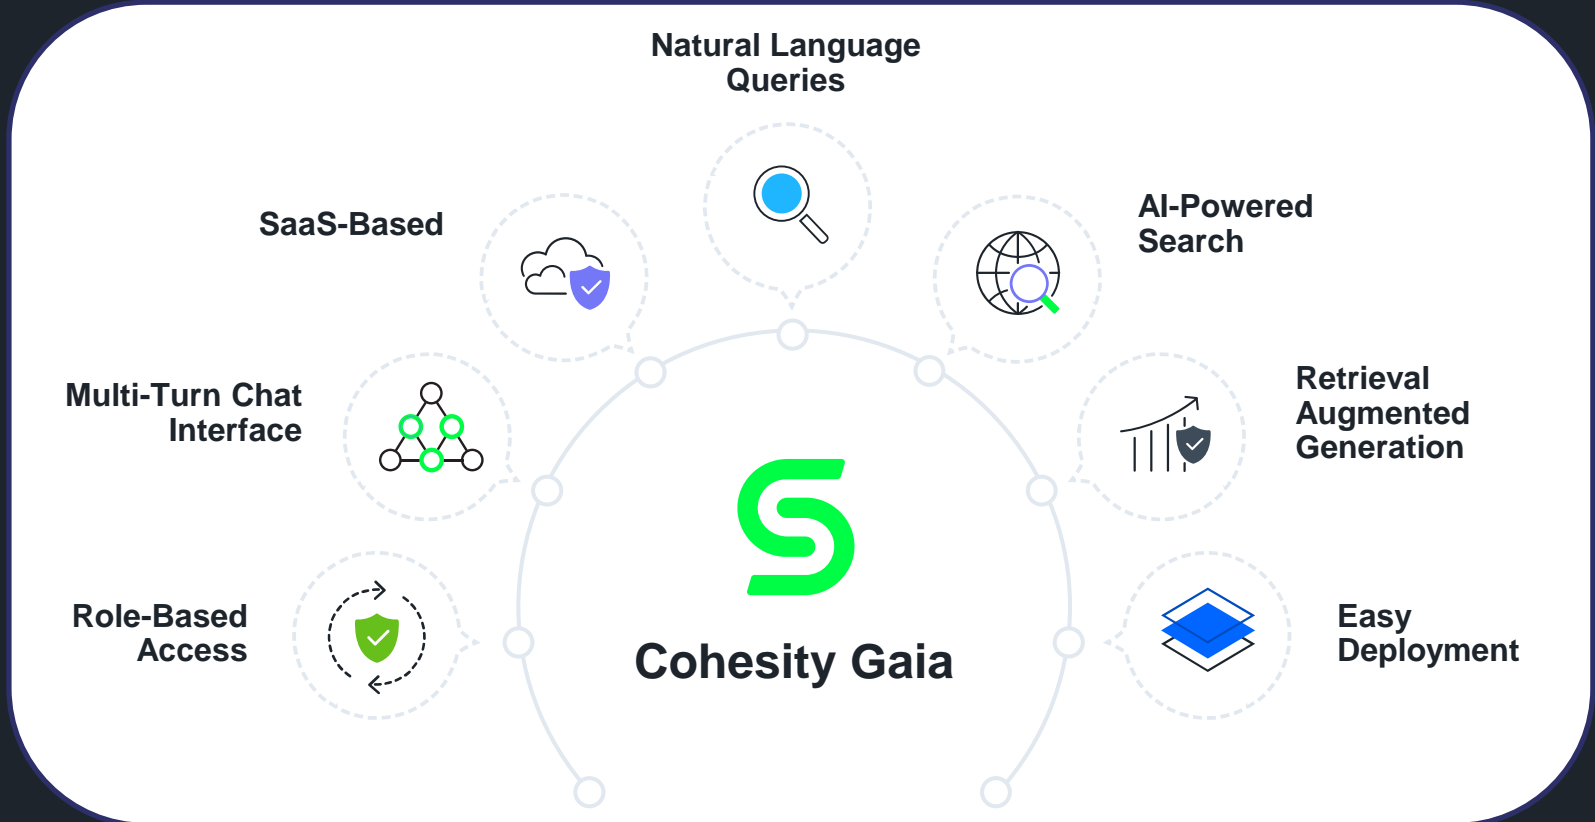 Natural Language
Queries
SaaS-Based
AI-Powered
Search
Multi-Turn Chat
Interface
Retrieval
Augmented
Generation
Role-Based
Access
Easy
Deployment
Cohesity Gaia